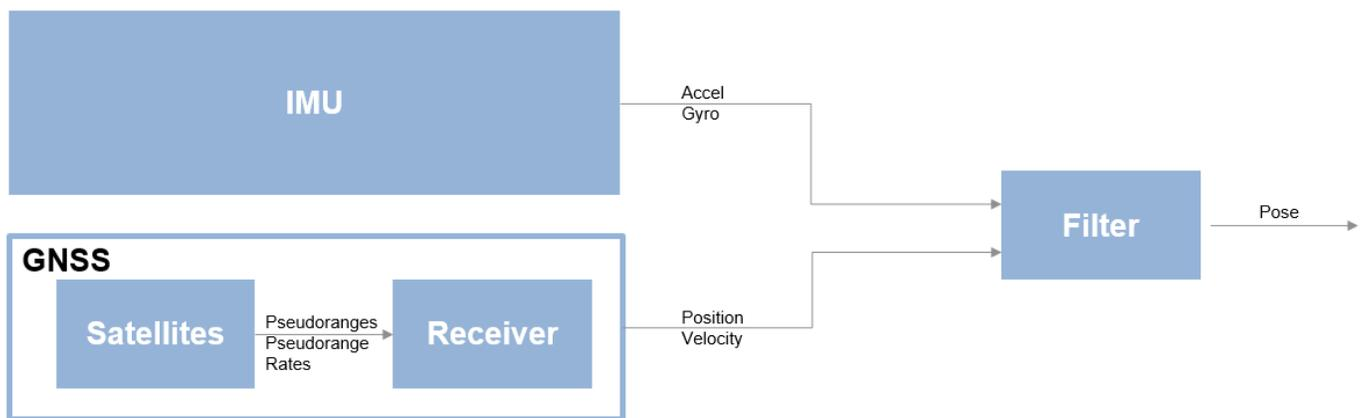 IMU
Accel
Gyro
Filter
Pose
GNSS
Satellites
Pseudoranges
Pseudorange
Rates
Receiver
Position
Velocity